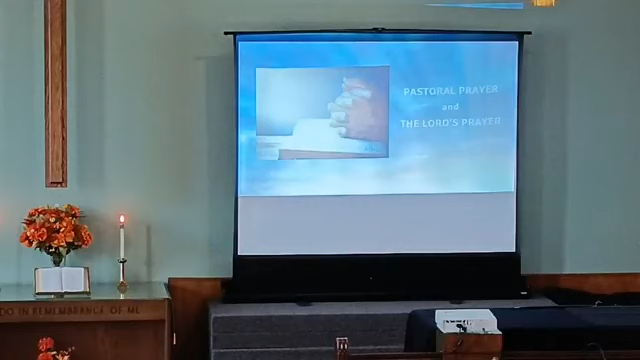 PASTORAL PRAYER
and
THE LORD'S PRAYER
DO IN REMEMBRANCE OF ME